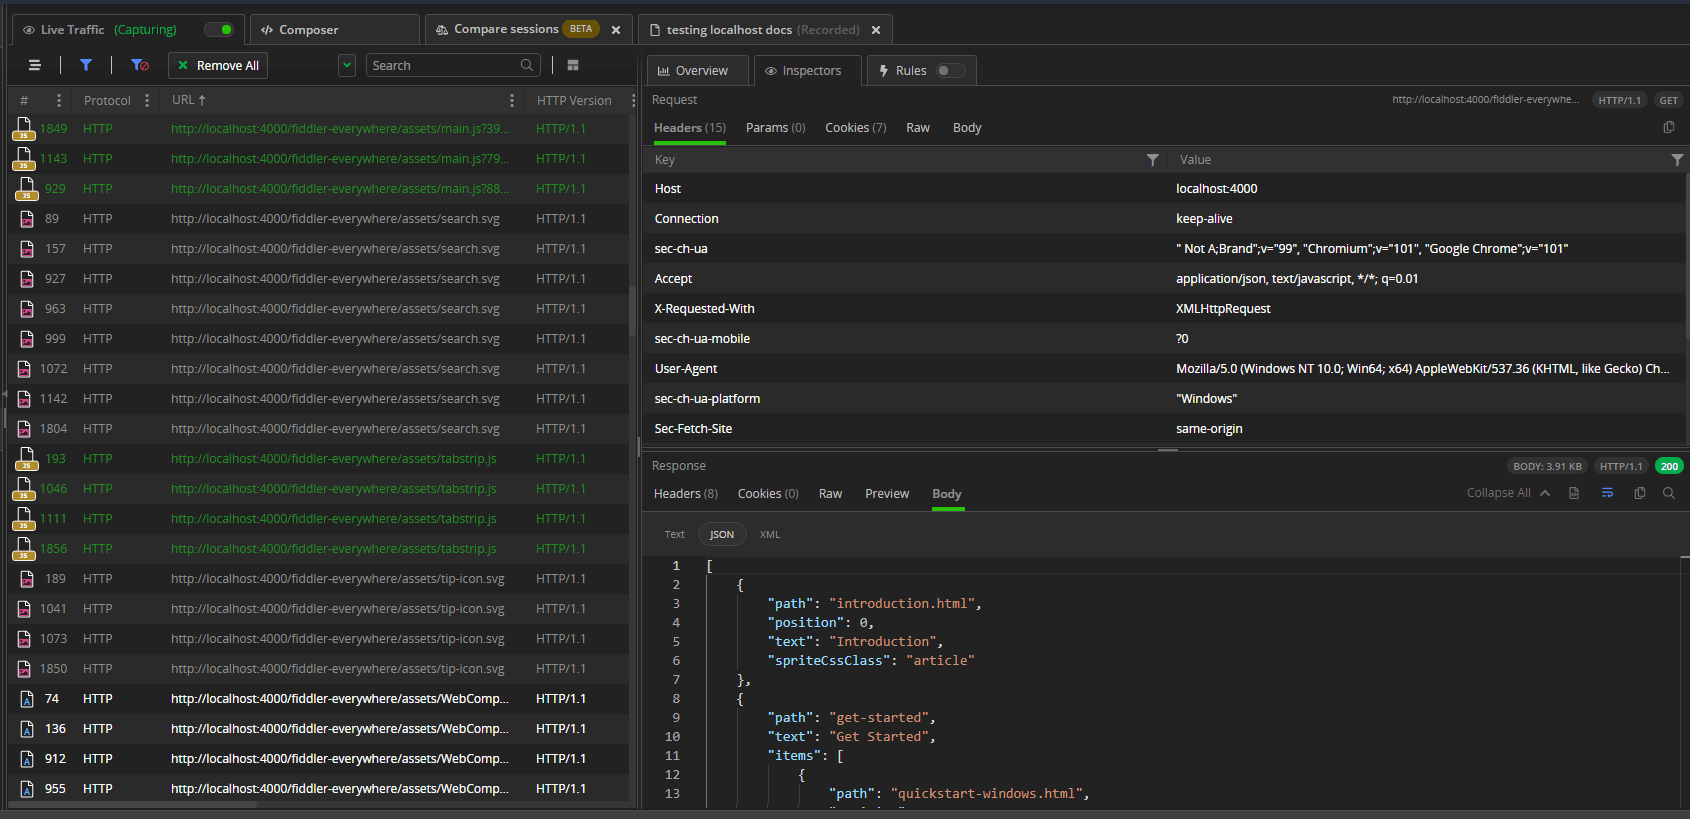 Live Traffic (Capturing)
Composer
Compare sessions BETA
testing localhost docs (Recorded)
Remove All
Search
# Protocol URL HTTP Version
JS 1849 HTTP http://localhost:4000/fiddler-everywhere/assets/main.js?39... HTTP/1.1
JS 1143 HTTP http://localhost:4000/fiddler-everywhere/assets/main.js?79... HTTP/1.1
JS 929 HTTP http://localhost:4000/fiddler-everywhere/assets/main.js?88... HTTP/1.1
89 HTTP http://localhost:4000/fiddler-everywhere/assets/search.svg HTTP/1.1
157 HTTP http://localhost:4000/fiddler-everywhere/assets/search.svg HTTP/1.1
927 HTTP http://localhost:4000/fiddler-everywhere/assets/search.svg HTTP/1.1
963 HTTP http://localhost:4000/fiddler-everywhere/assets/search.svg HTTP/1.1
999 HTTP http://localhost:4000/fiddler-everywhere/assets/search.svg HTTP/1.1
1072 HTTP http://localhost:4000/fiddler-everywhere/assets/search.svg HTTP/1.1
1142 HTTP http://localhost:4000/fiddler-everywhere/assets/search.svg HTTP/1.1
1804 HTTP http://localhost:4000/fiddler-everywhere/assets/search.svg HTTP/1.1
JS 193 HTTP http://localhost:4000/fiddler-everywhere/assets/tabstrip.js HTTP/1.1
JS 1046 HTTP http://localhost:4000/fiddler-everywhere/assets/tabstrip.js HTTP/1.1
JS 1111 HTTP http://localhost:4000/fiddler-everywhere/assets/tabstrip.js HTTP/1.1
JS 1856 HTTP http://localhost:4000/fiddler-everywhere/assets/tabstrip.js HTTP/1.1
189 HTTP http://localhost:4000/fiddler-everywhere/assets/tip-icon.svg HTTP/1.1
1041 HTTP http://localhost:4000/fiddler-everywhere/assets/tip-icon.svg HTTP/1.1
1073 HTTP http://localhost:4000/fiddler-everywhere/assets/tip-icon.svg HTTP/1.1
1850 HTTP http://localhost:4000/fiddler-everywhere/assets/tip-icon.svg HTTP/1.1
A 74 HTTP http://localhost:4000/fiddler-everywhere/assets/WebComp... HTTP/1.1
A 136 HTTP http://localhost:4000/fiddler-everywhere/assets/WebComp... HTTP/1.1
A 912 HTTP http://localhost:4000/fiddler-everywhere/assets/WebComp... HTTP/1.1
A 955 HTTP http://localhost:4000/fiddler-everywhere/assets/WebComp... HTTP/1.1
Overview Inspectors Rules
Request http://localhost:4000/fiddler-everywhe... HTTP/1.1 GET
Headers (15) Params (0) Cookies (7) Raw Body
Key Value
Host localhost:4000
Connection keep-alive
sec-ch-ua " Not A;Brand";v="99", "Chromium";v="101", "Google Chrome";v="101"
Accept application/json, text/javascript, */*; q=0.01
X-Requested-With XMLHttpRequest
sec-ch-ua-mobile ?0
User-Agent Mozilla/5.0 (Windows NT 10.0; Win64; x64) AppleWebKit/537.36 (KHTML, like Gecko) Ch...
sec-ch-ua-platform "Windows"
Sec-Fetch-Site same-origin
Response BODY: 3.91 KB HTTP/1.1 200
Headers (8) Cookies (0) Raw Preview Body Collapse All
Text JSON XML
1 [
2 {
3 "path": "introduction.html",
4 "position": 0,
5 "text": "Introduction",
6 "spriteCssClass": "article"
7 },
8 {
9 "path": "get-started",
10 "text": "Get Started",
11 "items": [
12 {
13 "path": "quickstart-windows.html",